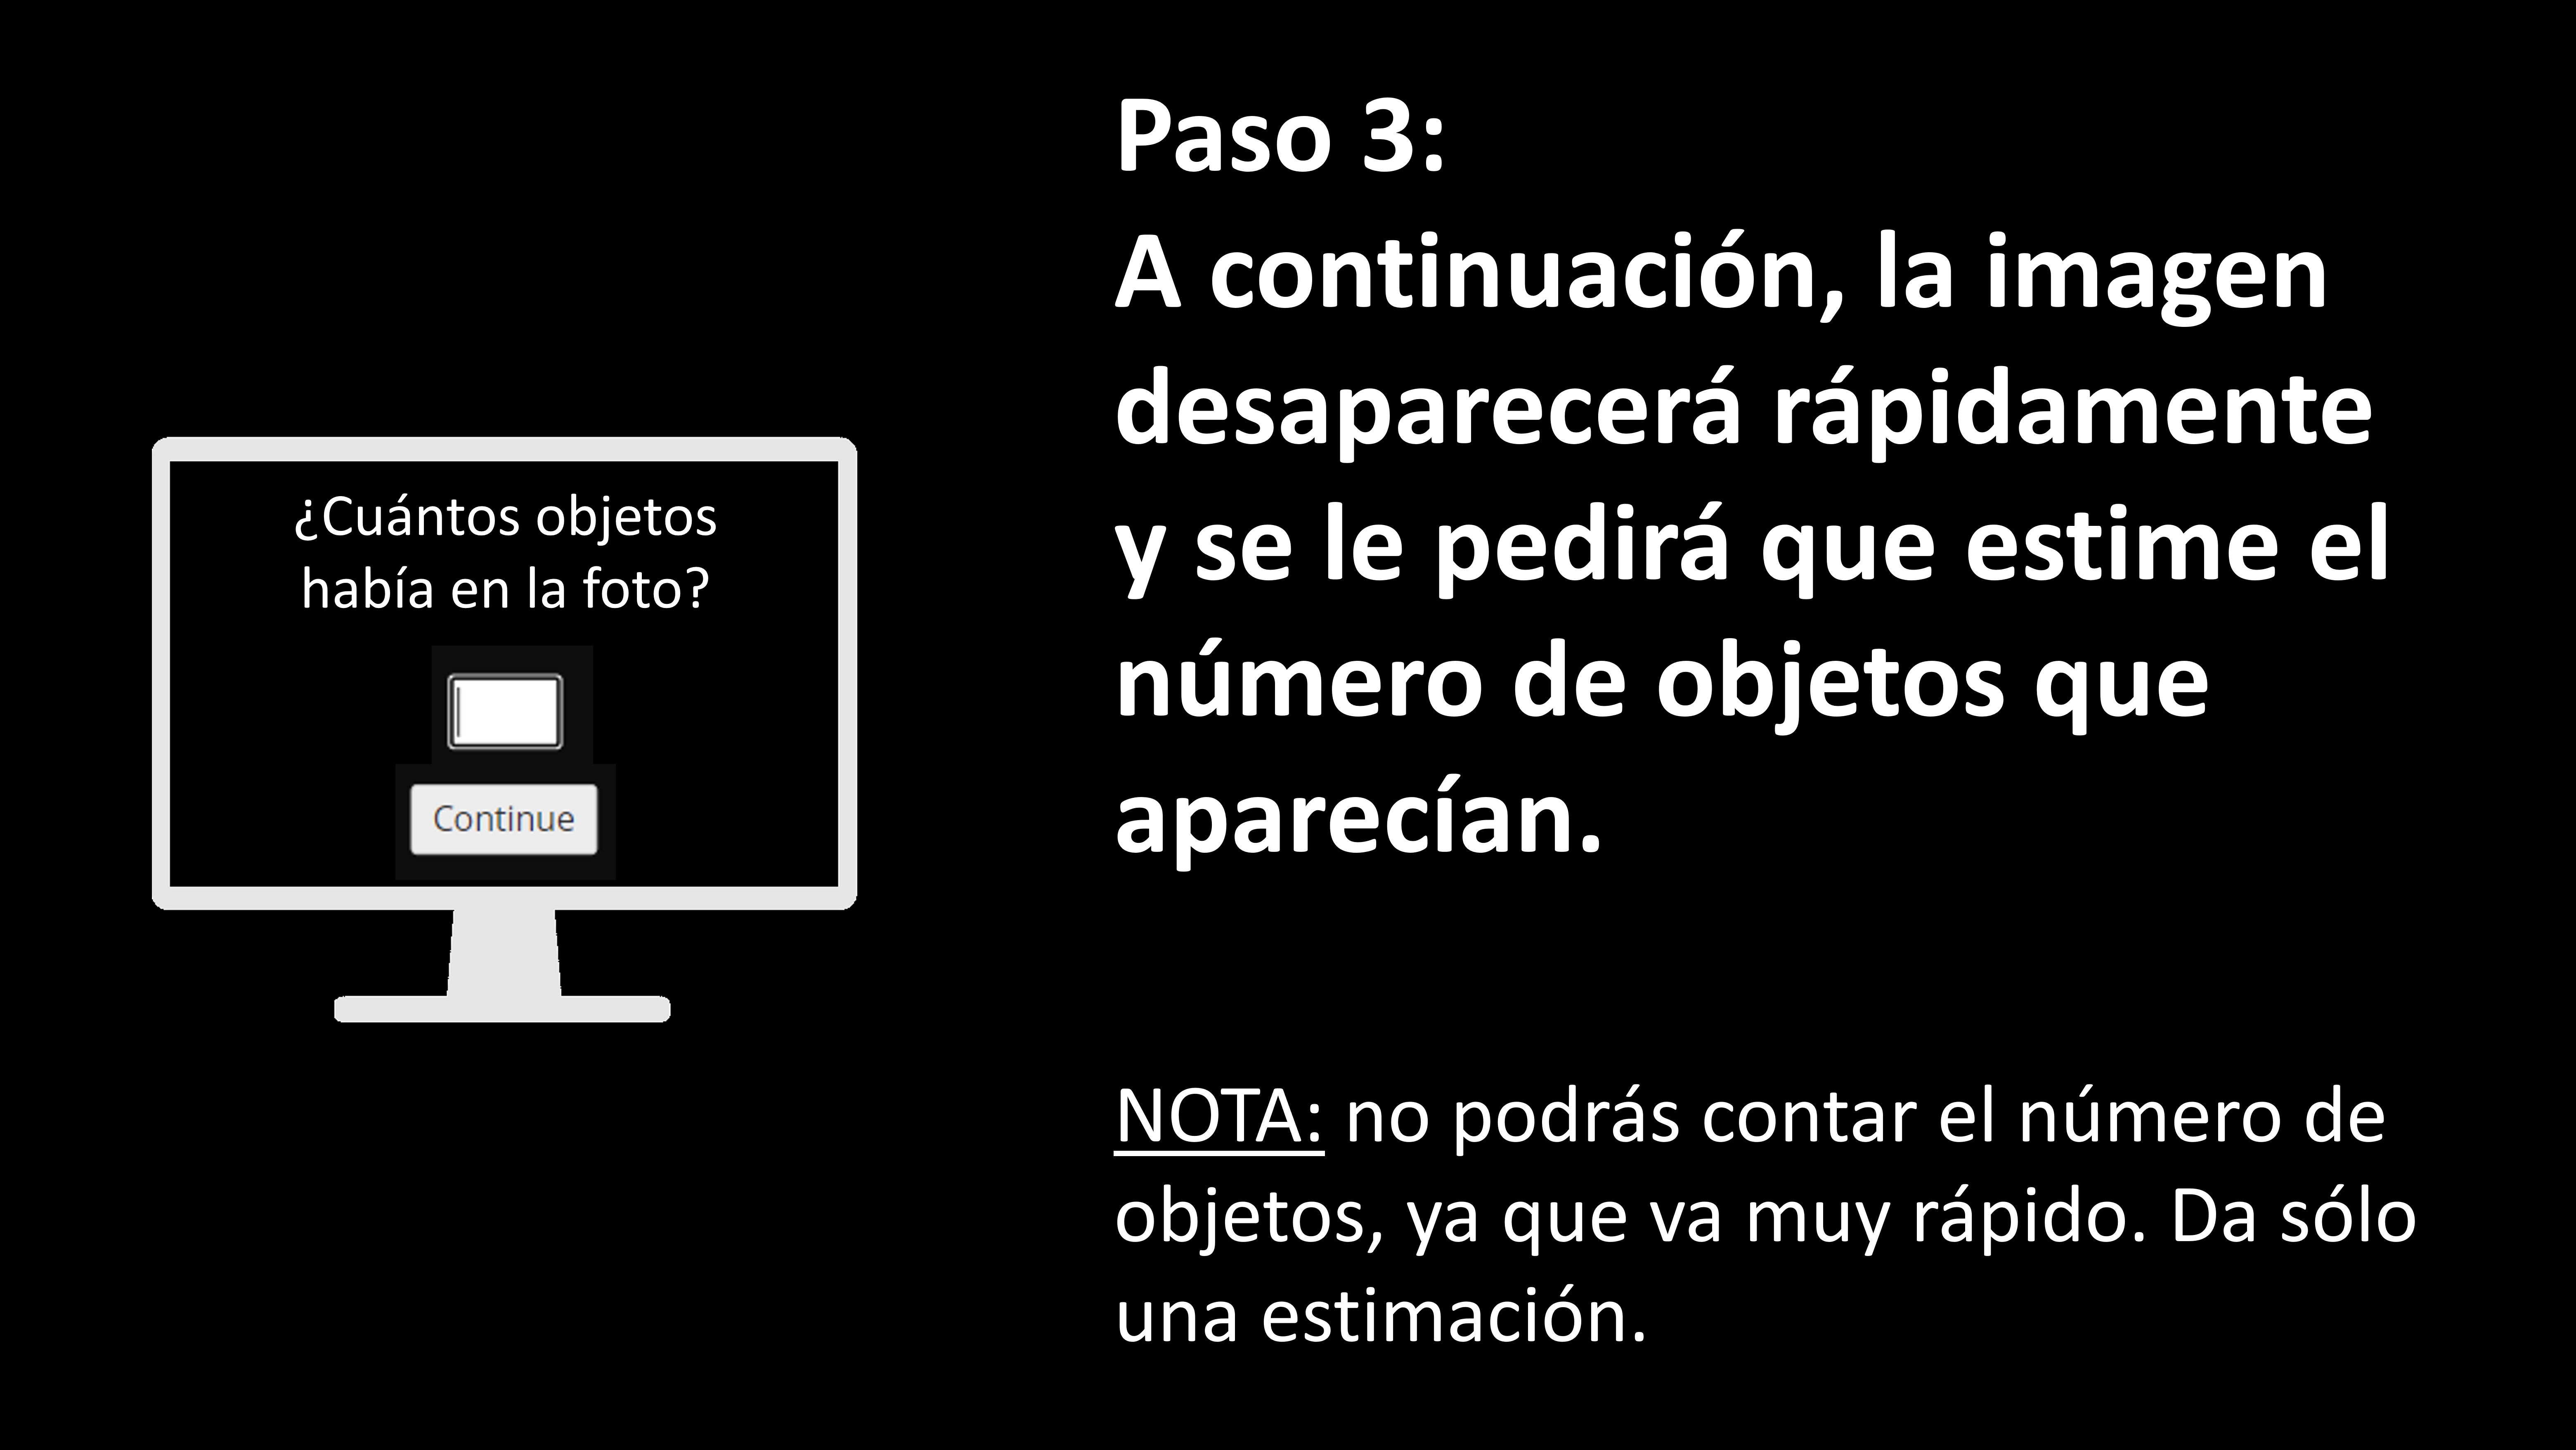 ¿Cuántos objetos
había en la foto?
Continue
Paso 3:
A continuación, la imagen
desaparecerá rápidamente
y se le pedirá que estime el
número de objetos que
aparecían.
NOTA: no podrás contar el número de
objetos, ya que va muy rápido. Da sólo
una estimación.